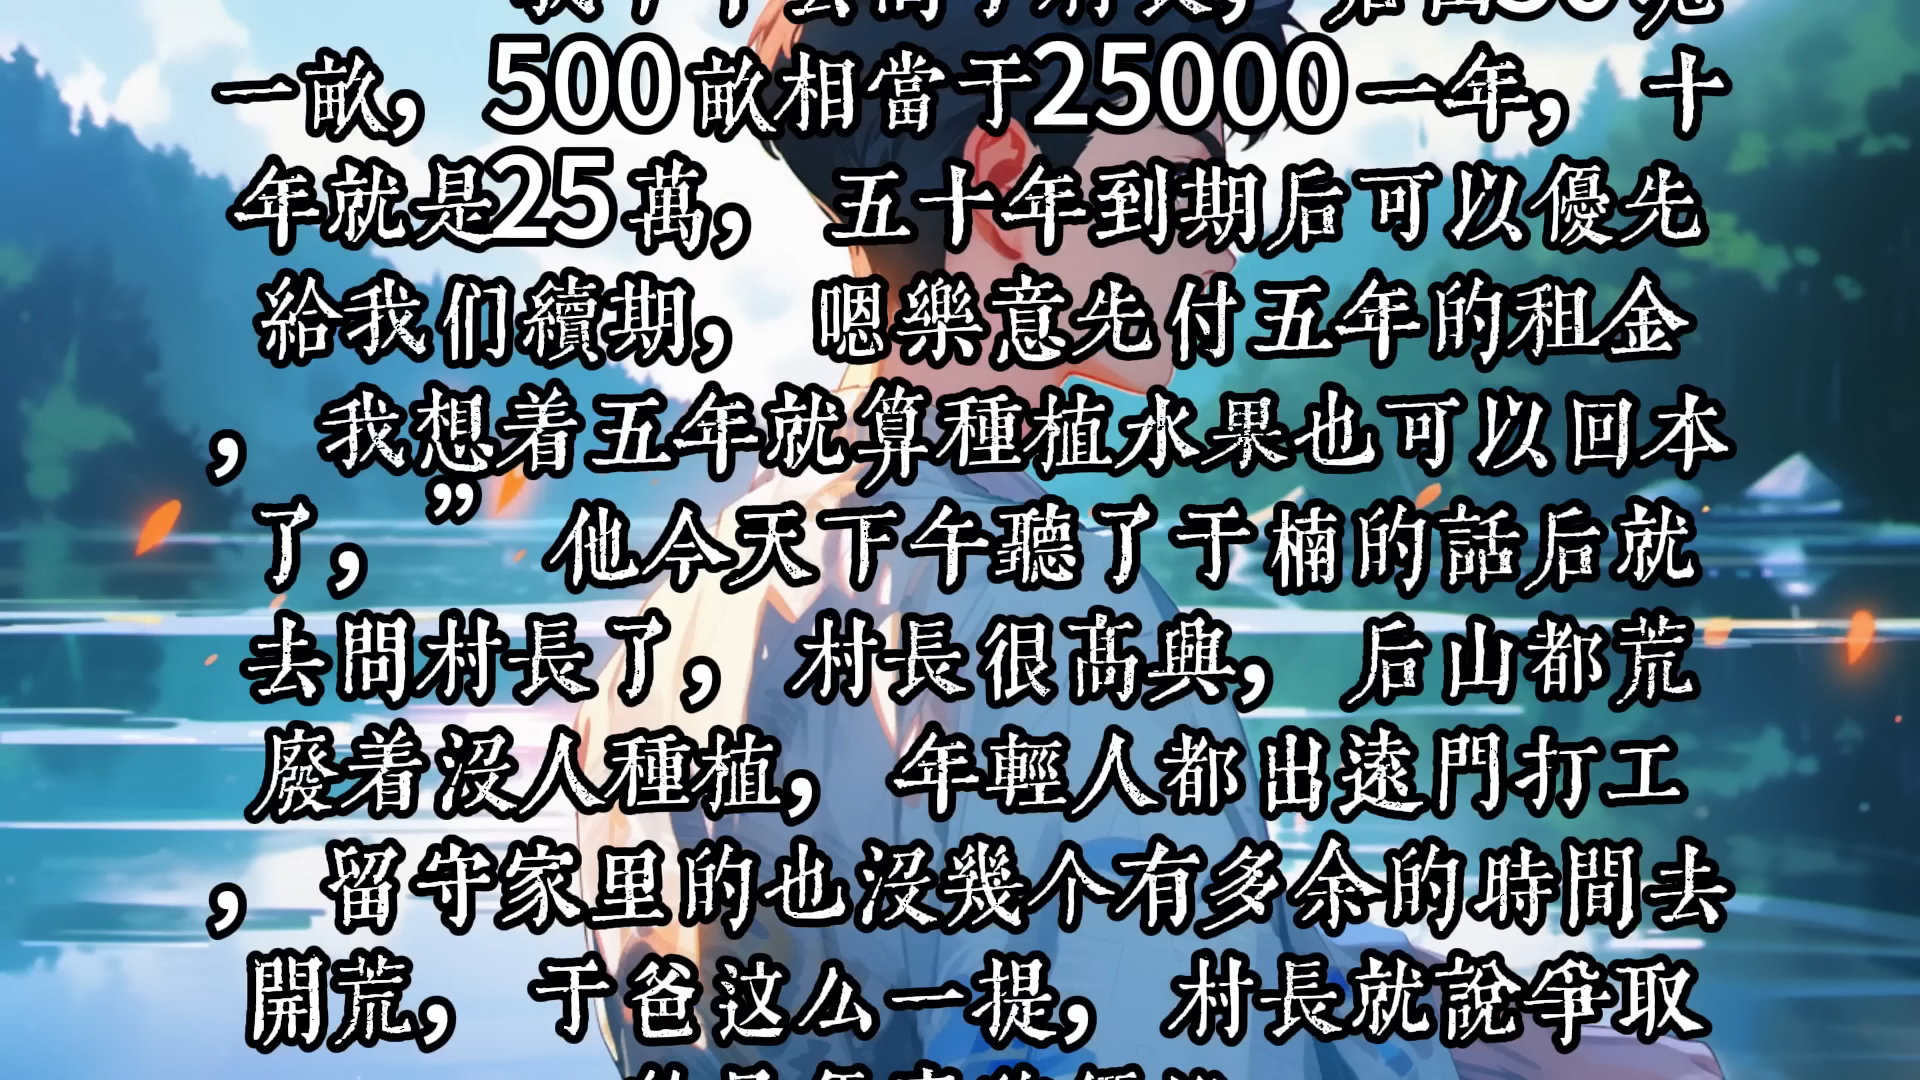 一畝， 500畝相當于25000一年， 十
年就是25萬， 五十年到期后可以優先
給我们續期， 嗯樂意先付五年的租金
， 我想着五年就算種植水果也可以回本
了，” 他今天下午聽了于楠的話后就
去問村長了， 村長很高興， 后山都荒
廢着沒人種植， 年輕人都出遠門打工
， 留守家里的也沒幾个有多余的時間去
開荒， 于爸这么一提， 村長就說爭取